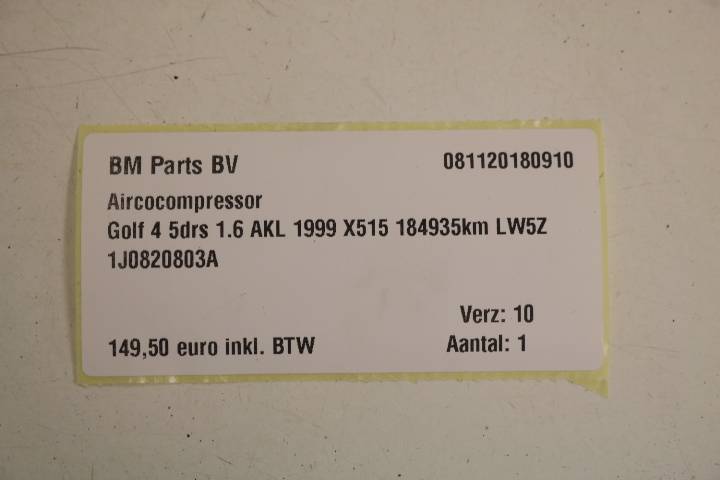 BM Parts BV 081120180910
Aircocompressor
Golf 4 5drs 1.6 AKL 1999 X515 184935km LW5Z
1J0820803A
Verz: 10
149,50 euro inkl. BTW Aantal: 1